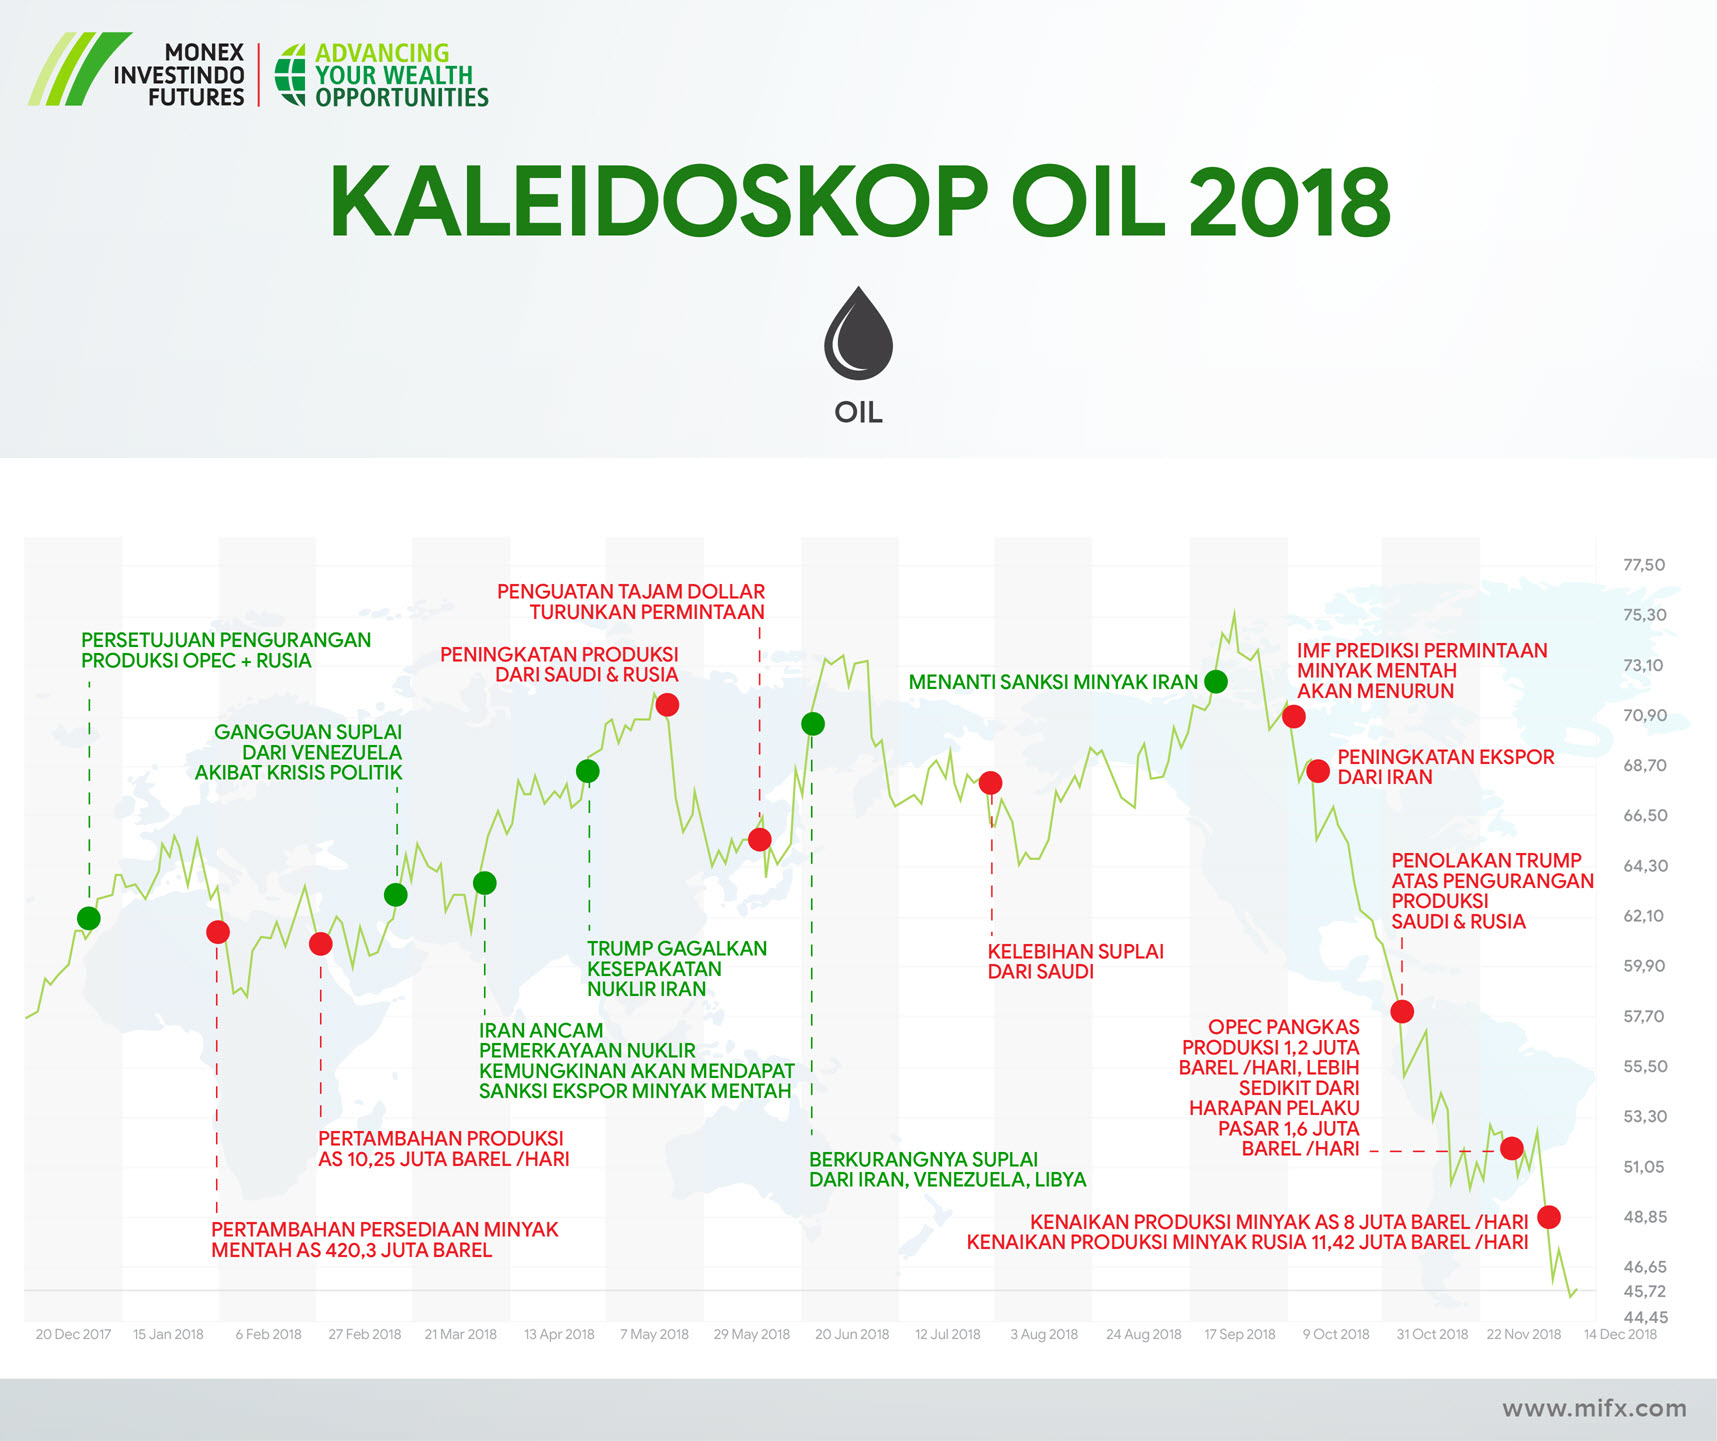 MONEX
INVESTINDO
FUTURES
ADVANCING
YOUR WEALTH
OPPORTUNITIES
KALEIDOSKOP OIL 2018
OIL
PERSETUJUAN PENGURANGAN
PRODUKSI OPEC + RUSIA
GANGGUAN SUPLAI
DARI VENEZUELA
AKIBAT KRISIS POLITIK
PENGUATAN TAJAM DOLLAR
TURUNKAN PERMINTAAN
PENINGKATAN PRODUKSI
DARI SAUDI & RUSIA
MENANTI SANKSI MINYAK IRAN
IMF PREDIKSI PERMINTAAN
MINYAK MENTAH
AKAN MENURUN
PENINGKATAN EKSPOR
DARI IRAN
PENOLAKAN TRUMP
ATAS PENGURANGAN
PRODUKSI
SAUDI & RUSIA
TRUMP GAGALKAN
KESEPAKATAN
NUKLIR IRAN
KELEBIHAN SUPLAI
DARI SAUDI
IRAN ANCAM
PEMERKAYAAN NUKLIR
KEMUNGKINAN AKAN MENDAPAT
SANKSI EKSPOR MINYAK MENTAH
OPEC PANGKAS
PRODUKSI 1,2 JUTA
BAREL /HARI, LEBIH
SEDIKIT DARI
HARAPAN PELAKU
PASAR 1,6 JUTA
BAREL /HARI
PERTAMBAHAN PRODUKSI
AS 10,25 JUTA BAREL /HARI
BERKURANGNYA SUPLAI
DARI IRAN, VENEZUELA, LIBYA
PERTAMBAHAN PERSEDIAAN MINYAK
MENTAH AS 420,3 JUTA BAREL
KENAIKAN PRODUKSI MINYAK AS 8 JUTA BAREL /HARI
KENAIKAN PRODUKSI MINYAK RUSIA 11,42 JUTA BAREL /HARI
77,50
75,30
73,10
70,90
68,70
66,50
64,30
62,10
59,90
57,70
55,50
53,30
51,05
48,85
46,65
45,72
44,45
20 Dec 2017
15 Jan 2018
6 Feb 2018
27 Feb 2018
21 Mar 2018
13 Apr 2018
7 May 2018
29 May 2018
20 Jun 2018
12 Jul 2018
3 Aug 2018
24 Aug 2018
17 Sep 2018
9 Oct 2018
31 Oct 2018
22 Nov 2018
14 Dec 2018
www.mifx.com